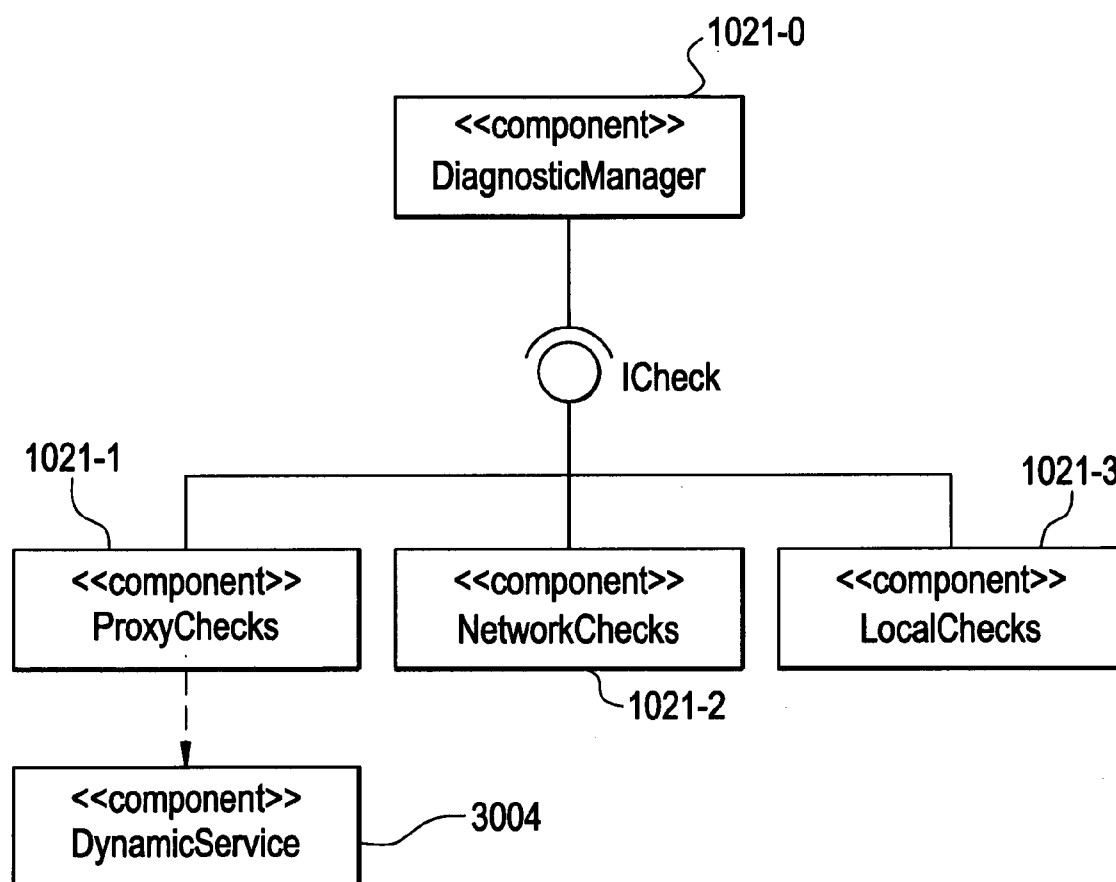 1021-0
<<component>>
DiagnosticManager
ICheck
1021-1
1021-3
<<component>>
ProxyChecks
<<component>>
NetworkChecks
<<component>>
LocalChecks
1021-2
<<component>>
DynamicService
3004